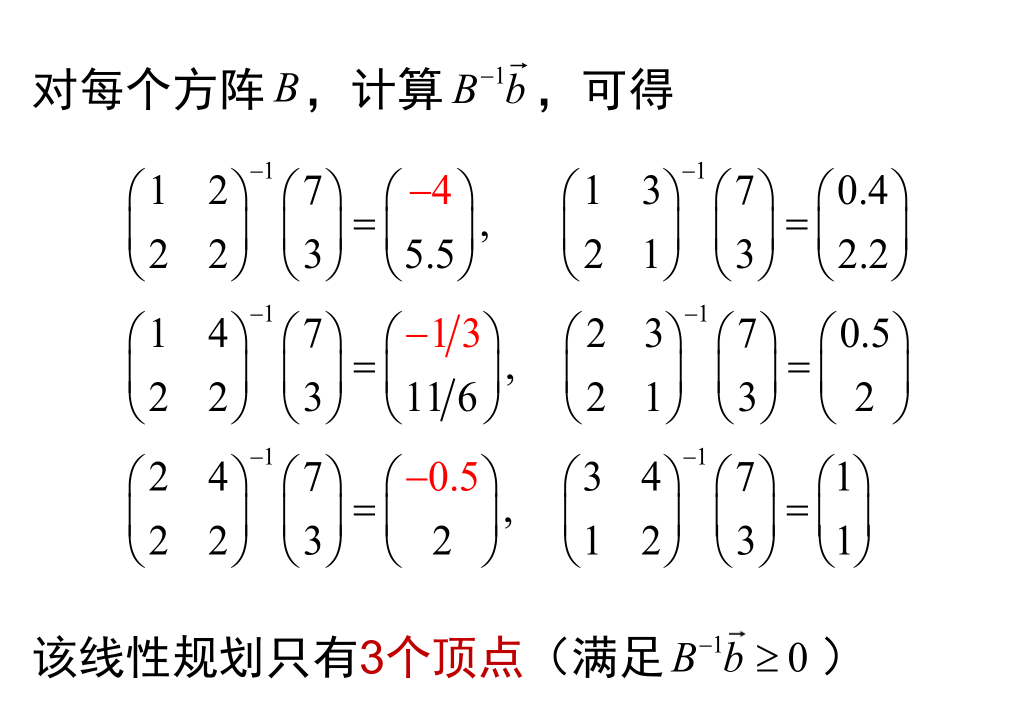 对每个方阵 $B$，计算 $B^{-1}\vec{b}$，可得
$\begin{pmatrix} 1 & 2 \\ 2 & 2 \end{pmatrix}^{-1} \begin{pmatrix} 7 \\ 3 \end{pmatrix} = \begin{pmatrix} -4 \\ 5.5 \end{pmatrix}, \quad \begin{pmatrix} 1 & 3 \\ 2 & 1 \end{pmatrix}^{-1} \begin{pmatrix} 7 \\ 3 \end{pmatrix} = \begin{pmatrix} 0.4 \\ 2.2 \end{pmatrix}$
$\begin{pmatrix} 1 & 4 \\ 2 & 2 \end{pmatrix}^{-1} \begin{pmatrix} 7 \\ 3 \end{pmatrix} = \begin{pmatrix} -1/3 \\ 11/6 \end{pmatrix}, \quad \begin{pmatrix} 2 & 3 \\ 2 & 1 \end{pmatrix}^{-1} \begin{pmatrix} 7 \\ 3 \end{pmatrix} = \begin{pmatrix} 0.5 \\ 2 \end{pmatrix}$
$\begin{pmatrix} 2 & 4 \\ 2 & 2 \end{pmatrix}^{-1} \begin{pmatrix} 7 \\ 3 \end{pmatrix} = \begin{pmatrix} -0.5 \\ 2 \end{pmatrix}, \quad \begin{pmatrix} 3 & 4 \\ 1 & 2 \end{pmatrix}^{-1} \begin{pmatrix} 7 \\ 3 \end{pmatrix} = \begin{pmatrix} 1 \\ 1 \end{pmatrix}$
该线性规划只有3个顶点（满足 $B^{-1}\vec{b} \geq 0$ ）